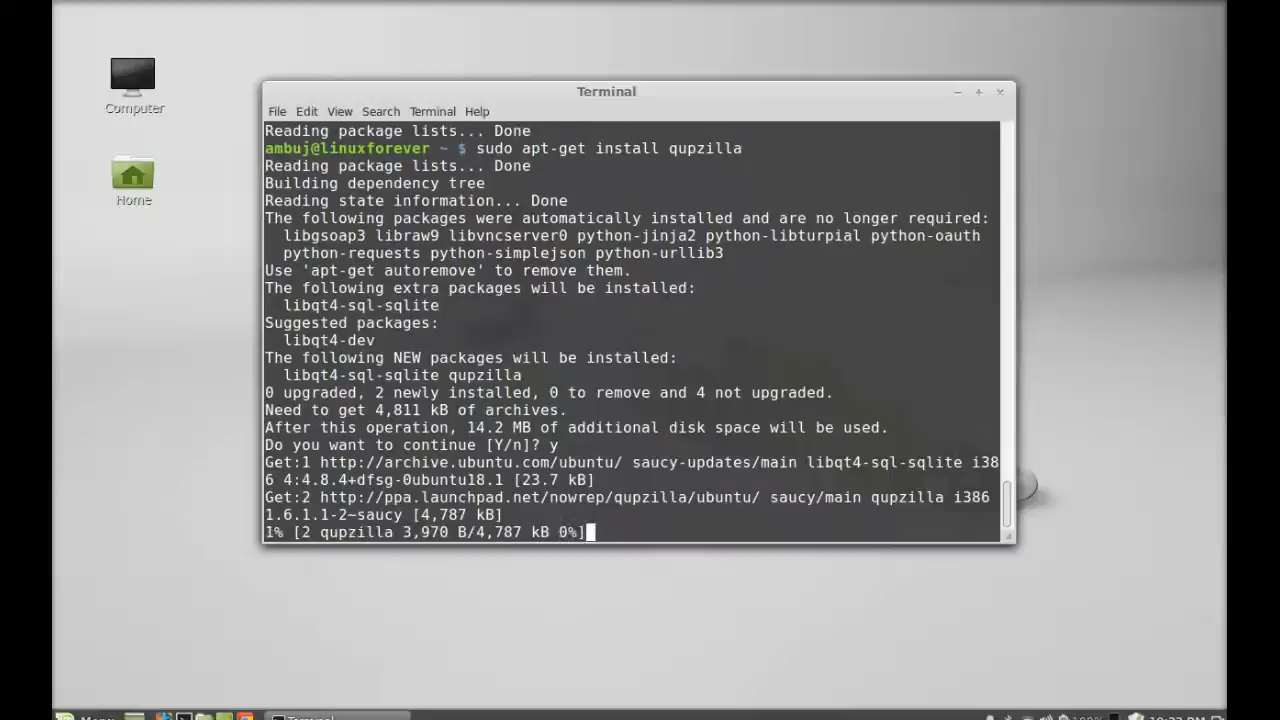 Computer
Home
Terminal
File Edit View Search Terminal Help
Reading package lists... Done
ambuj@linuxforever ~ $ sudo apt-get install qupzilla
Reading package lists... Done
Building dependency tree
Reading state information... Done
The following packages were automatically installed and are no longer required:
libgsoap3 libraw9 libvncserver0 python-jinja2 python-libturpial python-oauth
python-requests python-simplejson python-urllib3
Use 'apt-get autoremove' to remove them.
The following extra packages will be installed:
libqt4-sql-sqlite
Suggested packages:
libqt4-dev
The following NEW packages will be installed:
libqt4-sql-sqlite qupzilla
0 upgraded, 2 newly installed, 0 to remove and 4 not upgraded.
Need to get 4,811 kB of archives.
After this operation, 14.2 MB of additional disk space will be used.
Do you want to continue [Y/n]? y
Get:1 http://archive.ubuntu.com/ubuntu/ saucy-updates/main libqt4-sql-sqlite i38
6 4:4.8.4+dfsg-0ubuntu18.1 [23.7 kB]
Get:2 http://ppa.launchpad.net/nowrep/qupzilla/ubuntu/ saucy/main qupzilla i386
1.6.1.1-2~saucy [4,787 kB]
1% [2 qupzilla 3,970 B/4,787 kB 0%]
Menu Terminal